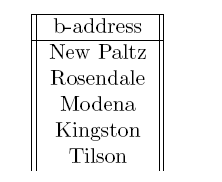 b-address
New Paltz
Rosendale
Modena
Kingston
Tilson